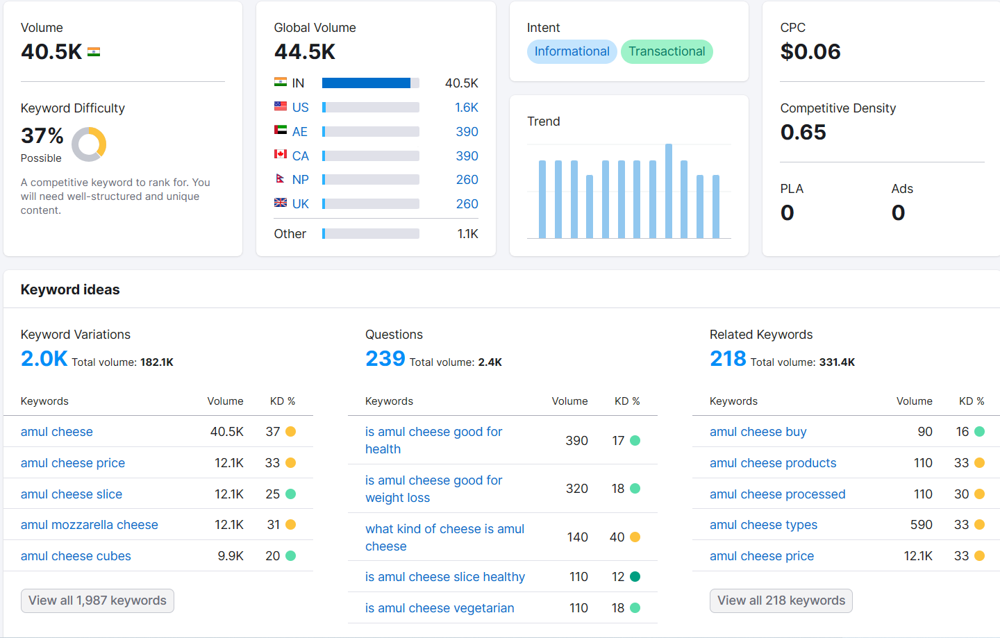 Volume
40.5K
Keyword Difficulty
37%
Possible
A competitive keyword to rank for. You
will need well-structured and unique
content.
Global Volume
44.5K
IN 40.5K
US 1.6K
AE 390
CA 390
NP 260
UK 260
Other 1.1K
Intent
Informational Transactional
Trend
CPC
$0.06
Competitive Density
0.65
PLA Ads
0 0
Keyword ideas
Keyword Variations
2.0K Total volume: 182.1K
Keywords Volume KD %
amul cheese 40.5K 37
amul cheese price 12.1K 33
amul cheese slice 12.1K 25
amul mozzarella cheese 12.1K 31
amul cheese cubes 9.9K 20
View all 1,987 keywords
Questions
239 Total volume: 2.4K
Keywords Volume KD %
is amul cheese good for
health 390 17
is amul cheese good for
weight loss 320 18
what kind of cheese is amul
cheese 140 40
is amul cheese slice healthy 110 12
is amul cheese vegetarian 110 18
Related Keywords
218 Total volume: 331.4K
Keywords Volume KD %
amul cheese buy 90 16
amul cheese products 110 33
amul cheese processed 110 30
amul cheese types 590 33
amul cheese price 12.1K 33
View all 218 keywords